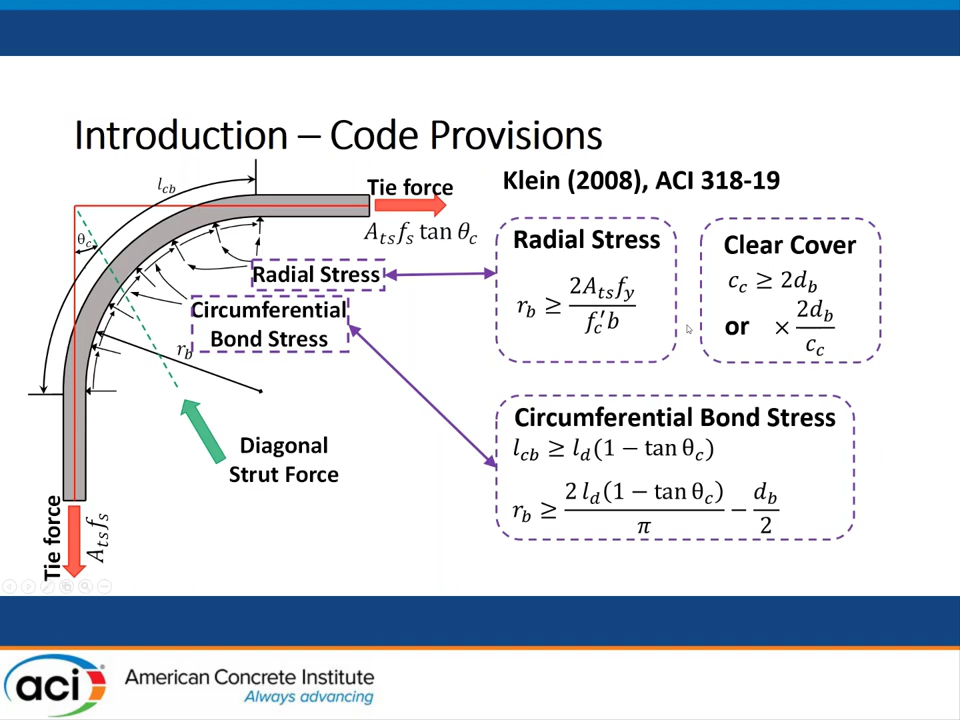 Introduction – Code Provisions
l_cb
Tie force
A_ts f_s tan θ_c
θ_c
Radial Stress
Circumferential
Bond Stress
r_b
Diagonal
Strut Force
Tie force
A_ts f_s
Klein (2008), ACI 318-19
Radial Stress
r_b ≥ 2A_ts f_y / f_c′ b
Clear Cover
c_c ≥ 2d_b
or × 2d_b / c_c
Circumferential Bond Stress
l_cb ≥ l_d(1 − tan θ_c)
r_b ≥ 2 l_d(1 − tan θ_c) / π − d_b / 2
aci
American Concrete Institute
Always advancing